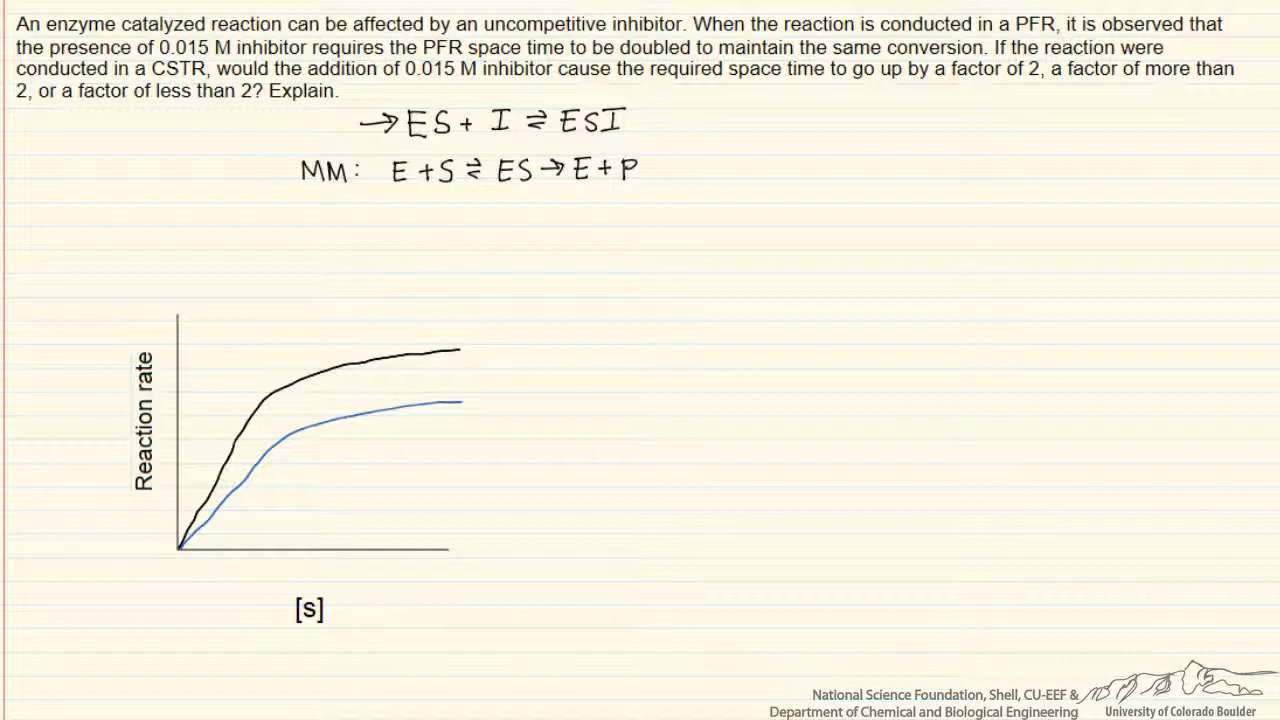 An enzyme catalyzed reaction can be affected by an uncompetitive inhibitor. When the reaction is conducted in a PFR, it is observed that
the presence of 0.015 M inhibitor requires the PFR space time to be doubled to maintain the same conversion. If the reaction were
conducted in a CSTR, would the addition of 0.015 M inhibitor cause the required space time to go up by a factor of 2, a factor of more than
2, or a factor of less than 2? Explain.
→ ES + I ⇌ ESI
MM: E + S ⇌ ES → E + P
Reaction rate
[s]
National Science Foundation, Shell, CU-EEF &
Department of Chemical and Biological Engineering
University of Colorado Boulder